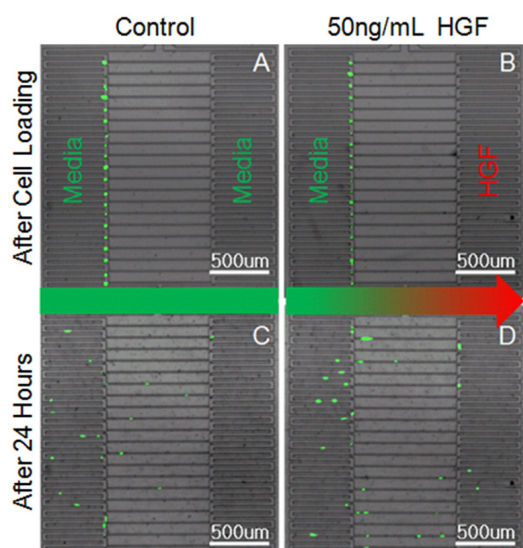 Control
50ng/mL HGF
After Cell Loading
A
Media
Media
500um
B
Media
HGF
500um
After 24 Hours
C
500um
D
500um